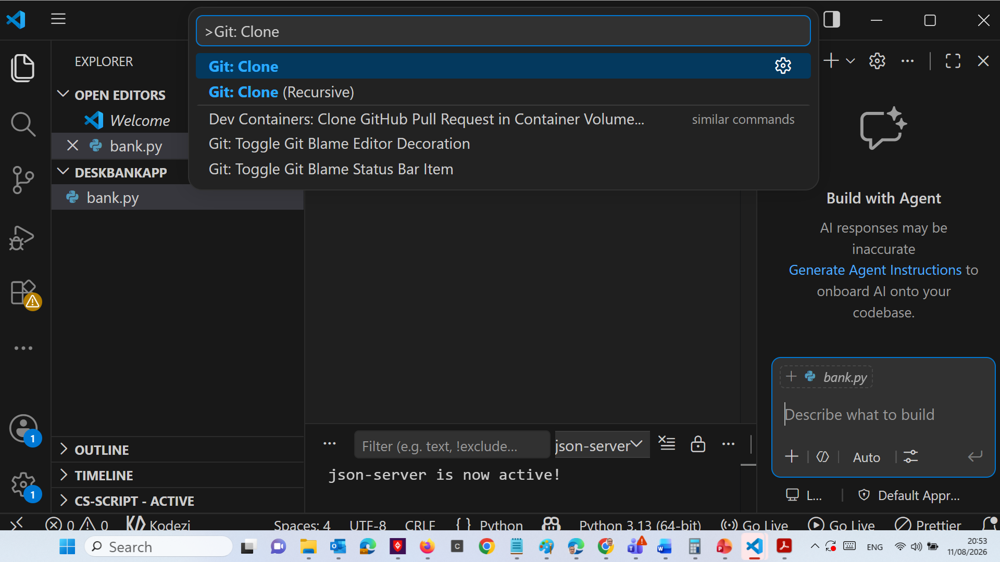 >Git: Clone
Git: Clone
Git: Clone (Recursive)
Dev Containers: Clone GitHub Pull Request in Container Volume...
similar commands
Git: Toggle Git Blame Editor Decoration
Git: Toggle Git Blame Status Bar Item
EXPLORER
OPEN EDITORS
Welcome
bank.py
DESKBANKAPP
bank.py
OUTLINE
TIMELINE
CS-SCRIPT - ACTIVE
1
1
Filter (e.g. text, !exclude...
json-server
json-server is now active!
Build with Agent
AI responses may be
inaccurate
Generate Agent Instructions to
onboard AI onto your
codebase.
bank.py
Describe what to build
Auto
L...
Default Appr...
0 0 Kodezi Spaces: 4 UTF-8 CRLF { } Python Python 3.13 (64-bit) Go Live Go Live Prettier
Search
ENG
20:53
11/08/2026